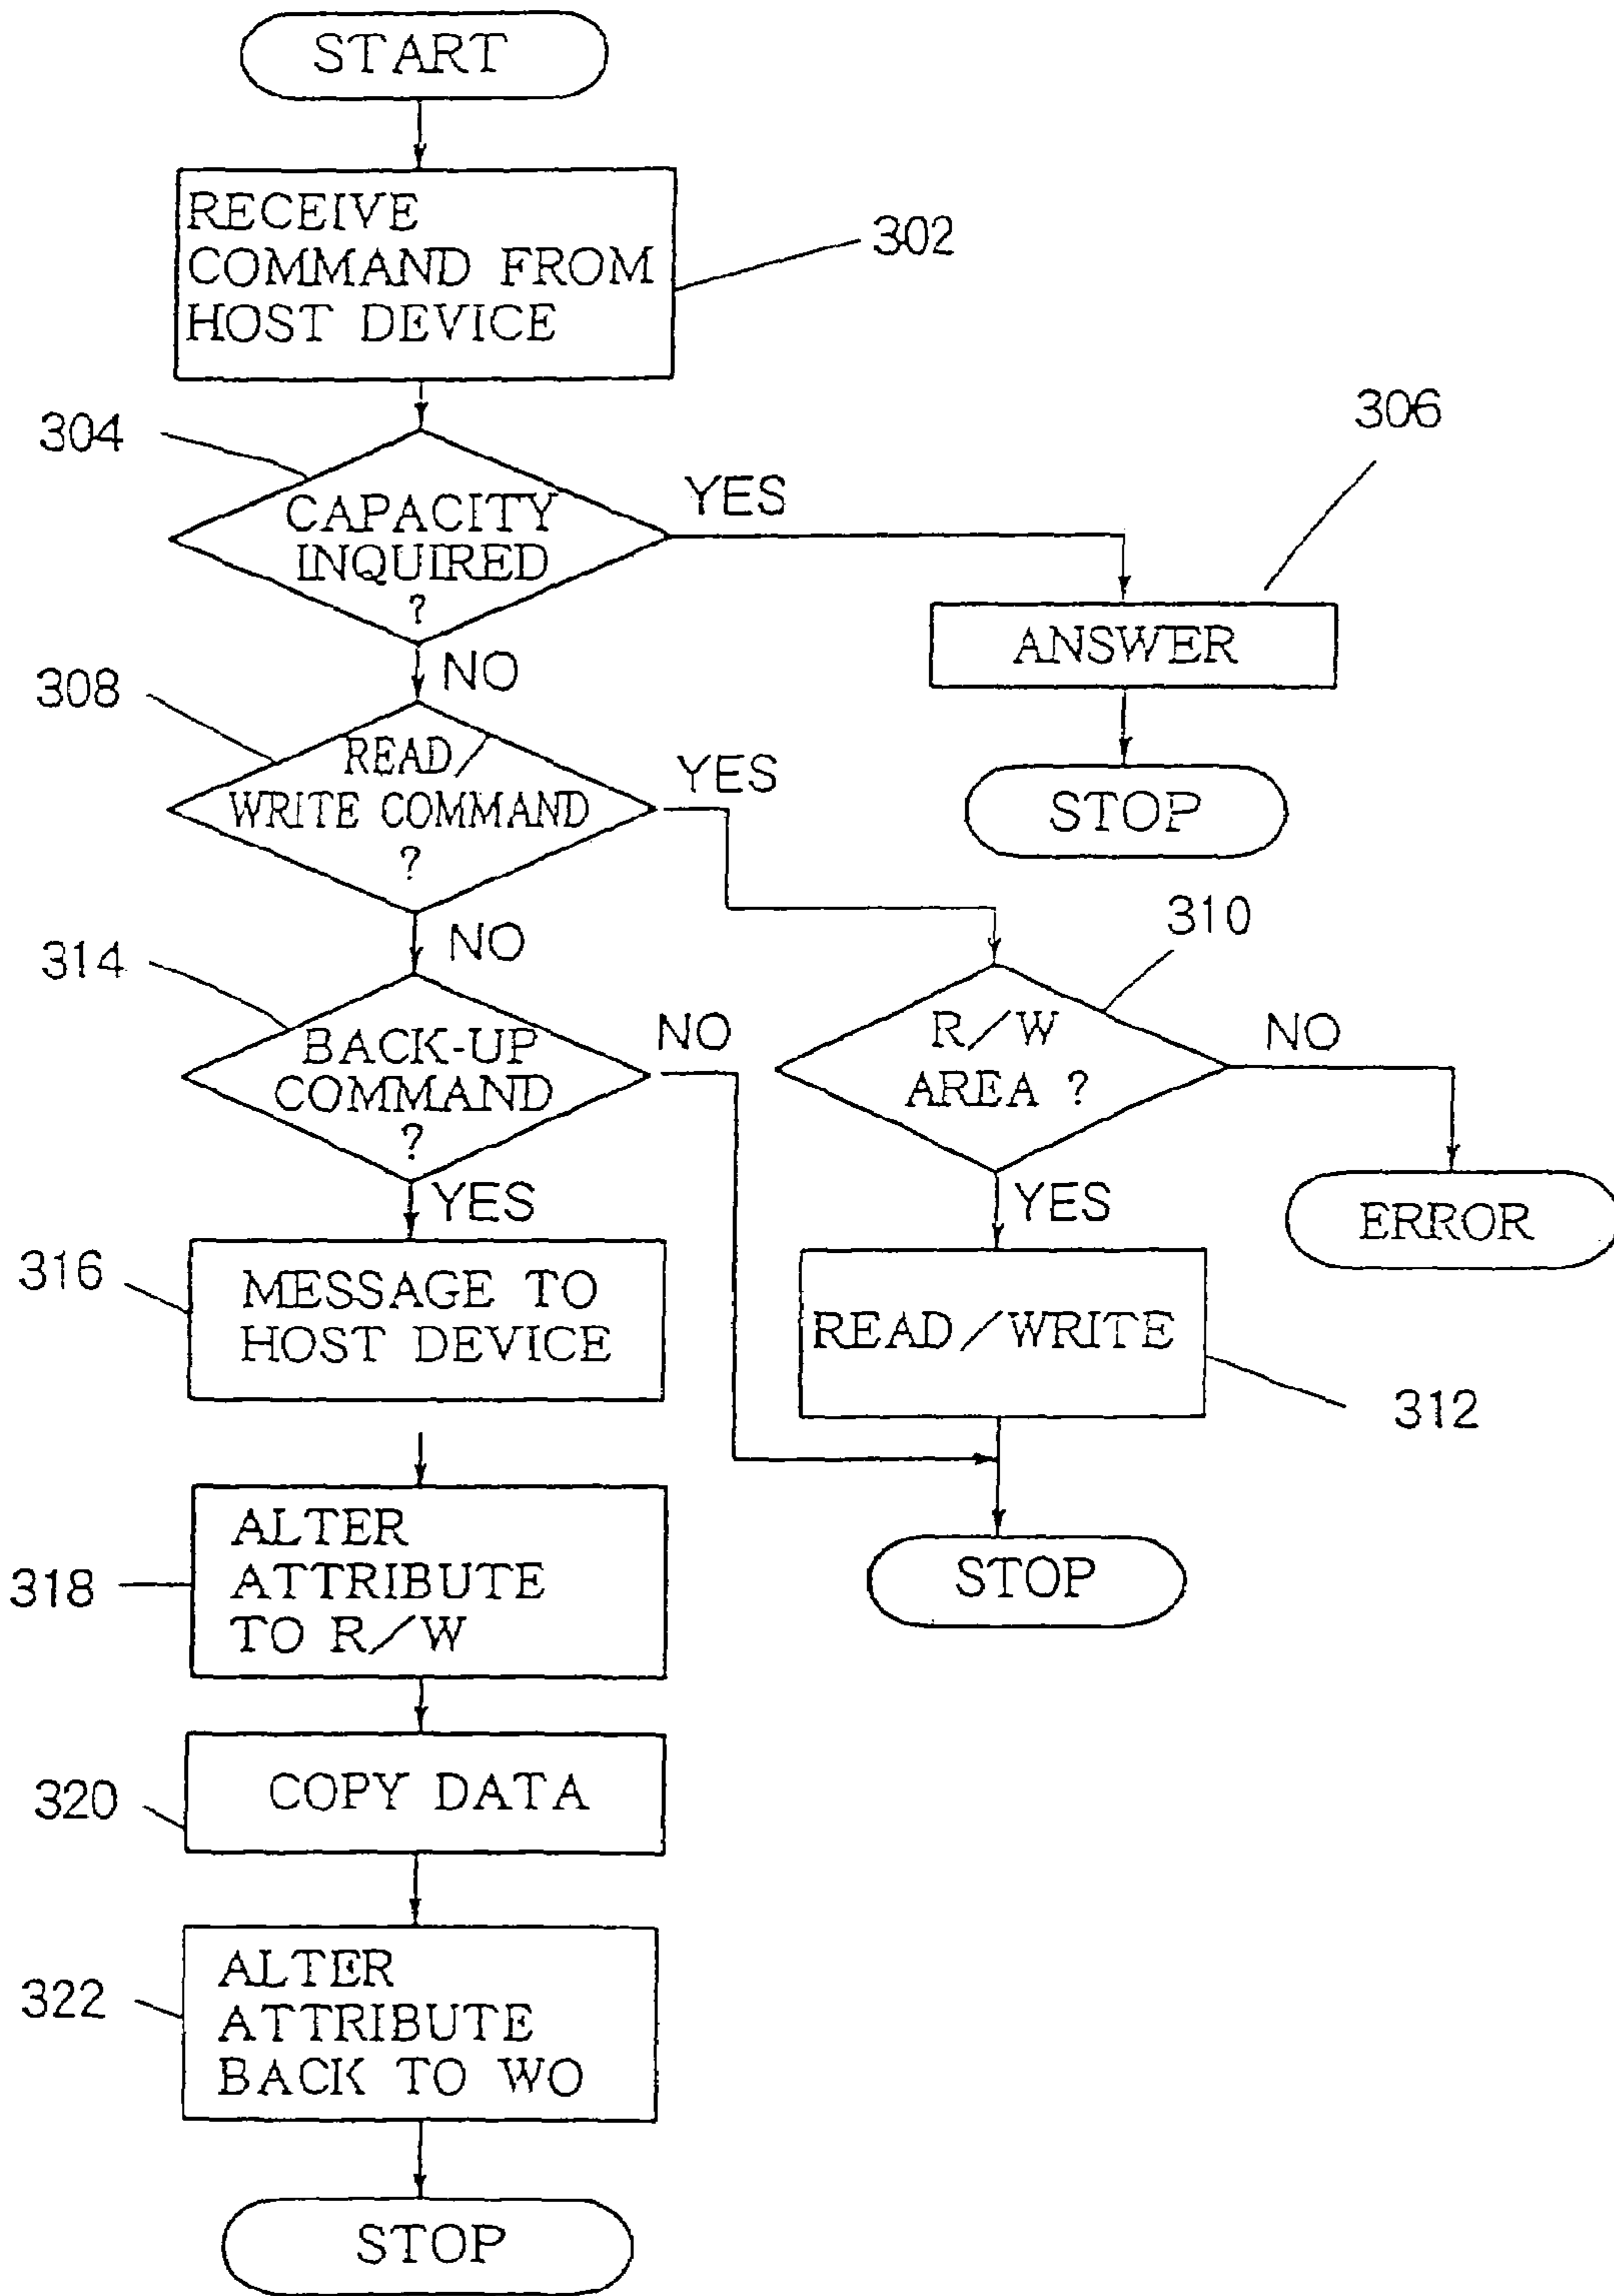 START
RECEIVE
COMMAND FROM
HOST DEVICE
302
304
CAPACITY
INQUIRED
?
YES
306
ANSWER
NO
STOP
308
READ/
WRITE COMMAND
?
YES
NO
310
314
BACK-UP
COMMAND
?
NO
R/W
AREA ?
NO
YES
YES
ERROR
316
MESSAGE TO
HOST DEVICE
READ/WRITE
312
318
ALTER
ATTRIBUTE
TO R/W
STOP
320
COPY DATA
322
ALTER
ATTRIBUTE
BACK TO WO
STOP